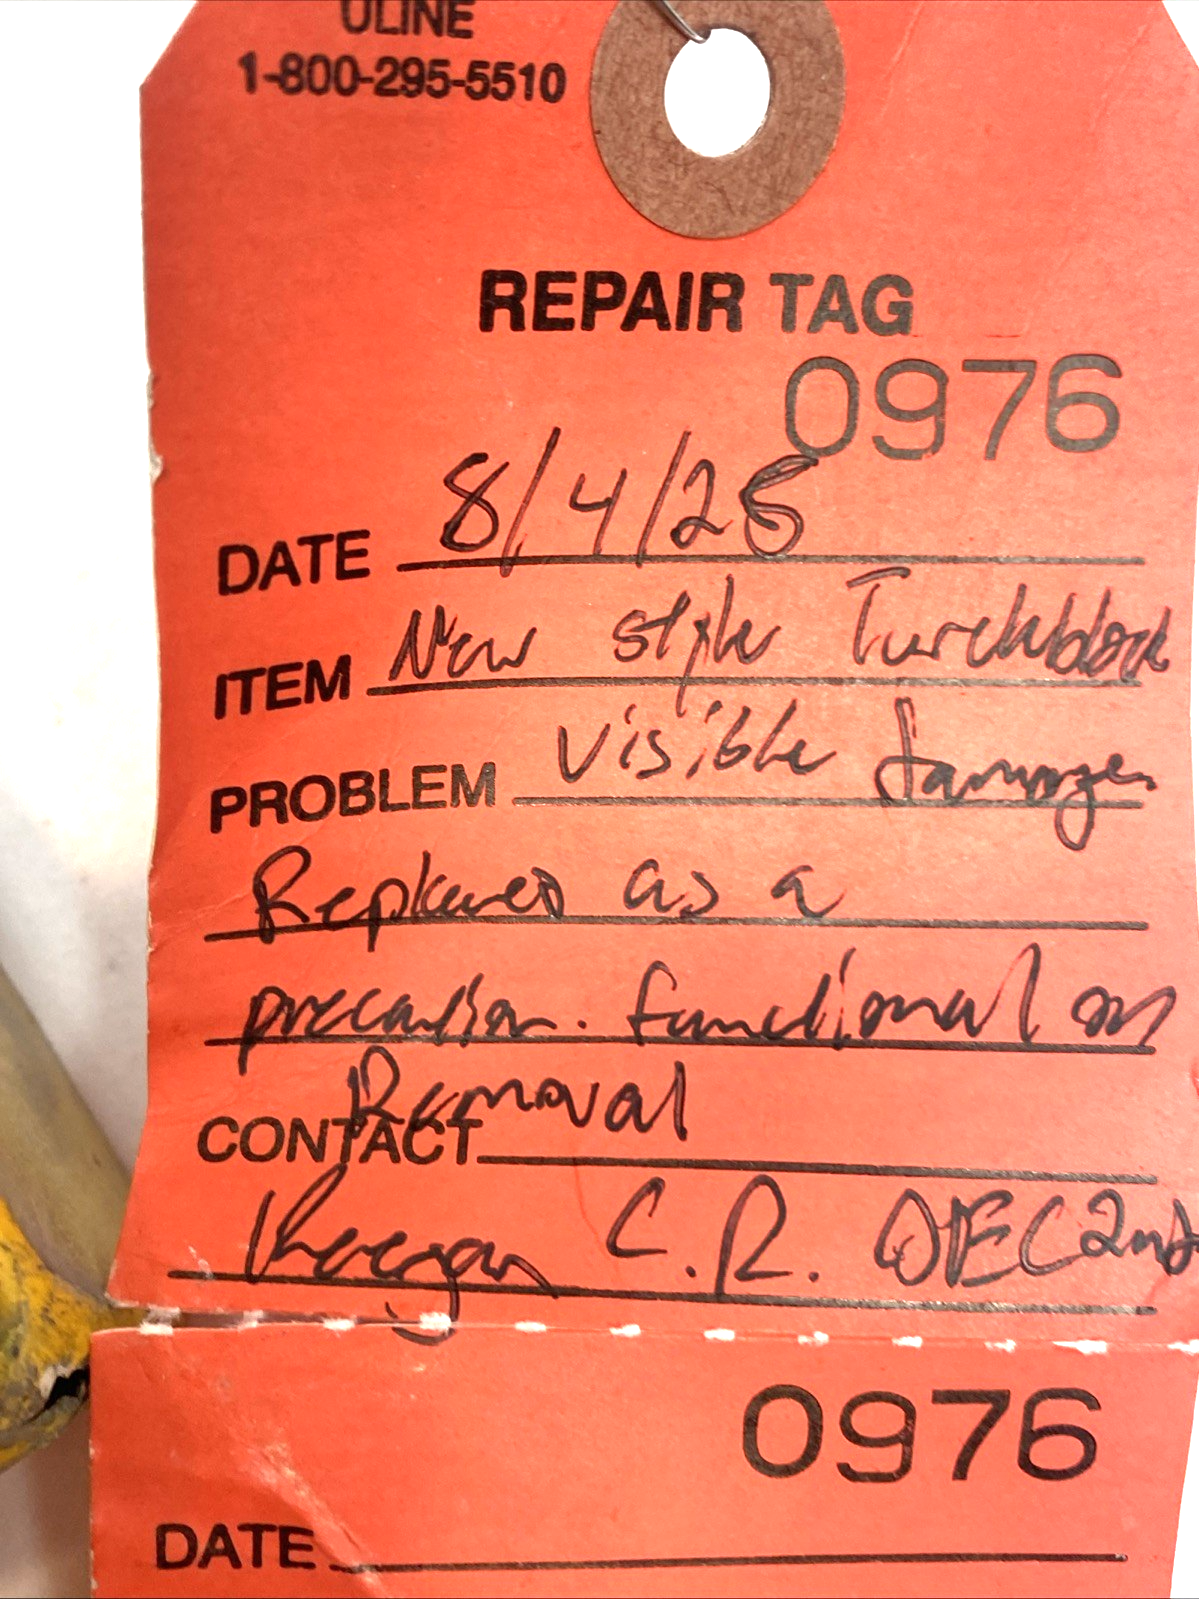 ULINE
1-800-295-5510
REPAIR TAG
0976
DATE 8/4/25
ITEM New style
PROBLEM Visible damage.
Replaced as a
precaution. functional on
Removal
CONTACT
C.R. 2nd
0976
DATE